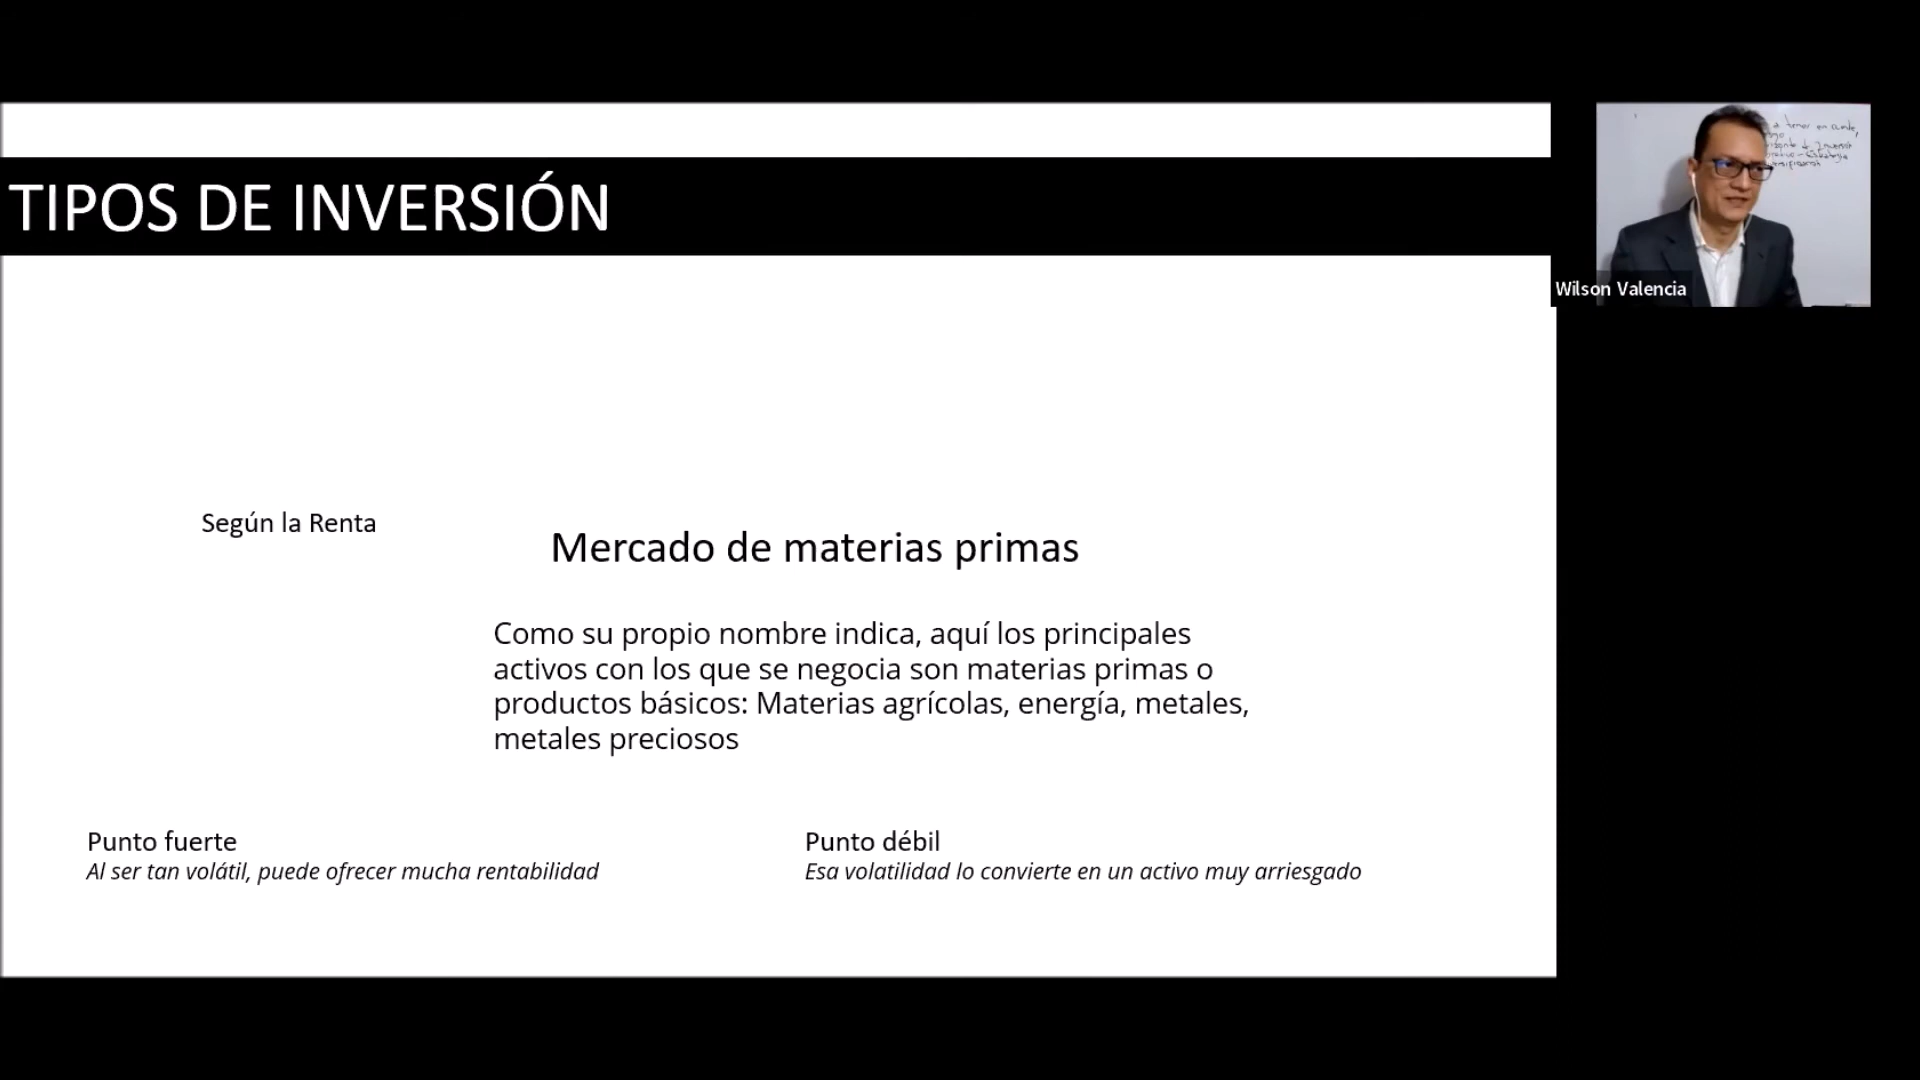 TIPOS DE INVERSIÓN
Según la Renta
Mercado de materias primas
Como su propio nombre indica, aquí los principales
activos con los que se negocia son materias primas o
productos básicos: Materias agrícolas, energía, metales,
metales preciosos
Punto fuerte
Al ser tan volátil, puede ofrecer mucha rentabilidad
Punto débil
Esa volatilidad lo convierte en un activo muy arriesgado
Wilson Valencia